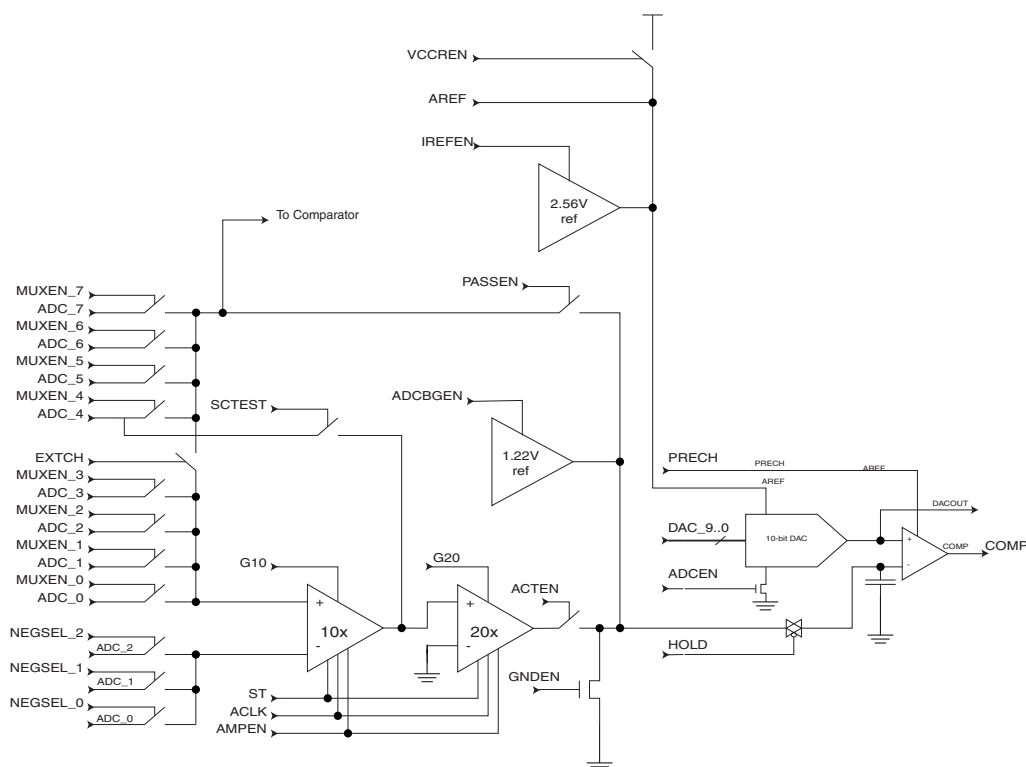 VCCREN
AREF
IREFEN
2.56V
ref
To Comparator
PASSEN
MUXEN_7
ADC_7
MUXEN_6
ADC_6
MUXEN_5
ADC_5
MUXEN_4
ADC_4
SCTEST
ADCBGEN
EXTCH
1.22V
ref
PRECH
PRECH
AREF
AREF
MUXEN_3
ADC_3
MUXEN_2
ADC_2
MUXEN_1
ADC_1
MUXEN_0
ADC_0
DACOUT
DAC_9..0
10-bit DAC
+
-
COMP
COMP
G10
G20
ADCEN
ACTEN
+
10x
-
+
20x
-
NEGSEL_2
ADC_2
NEGSEL_1
ADC_1
NEGSEL_0
ADC_0
HOLD
GNDEN
ST
ACLK
AMPEN